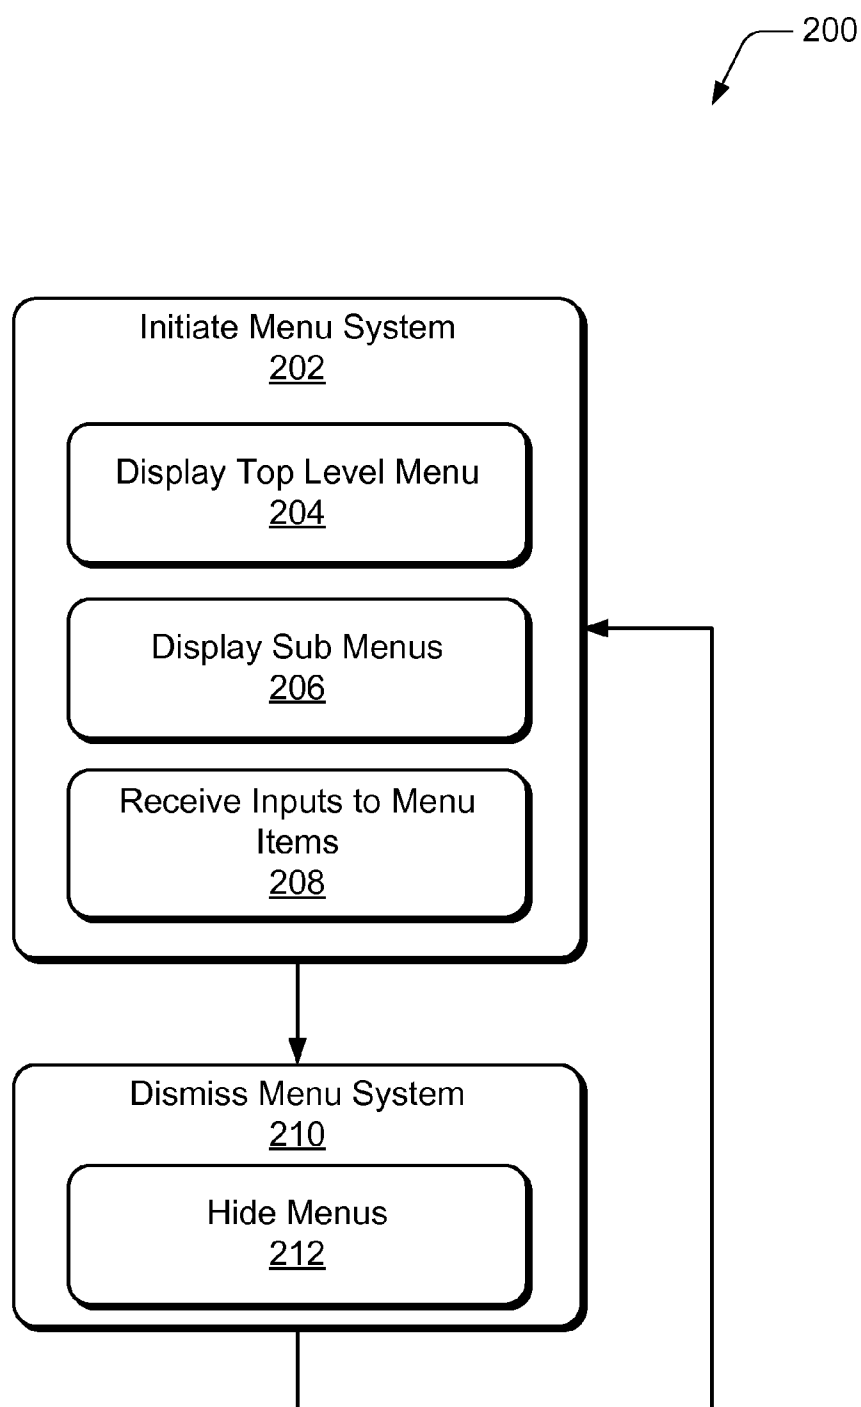 200
Initiate Menu System
202
Display Top Level Menu
204
Display Sub Menus
206
Receive Inputs to Menu
Items
208
Dismiss Menu System
210
Hide Menus
212